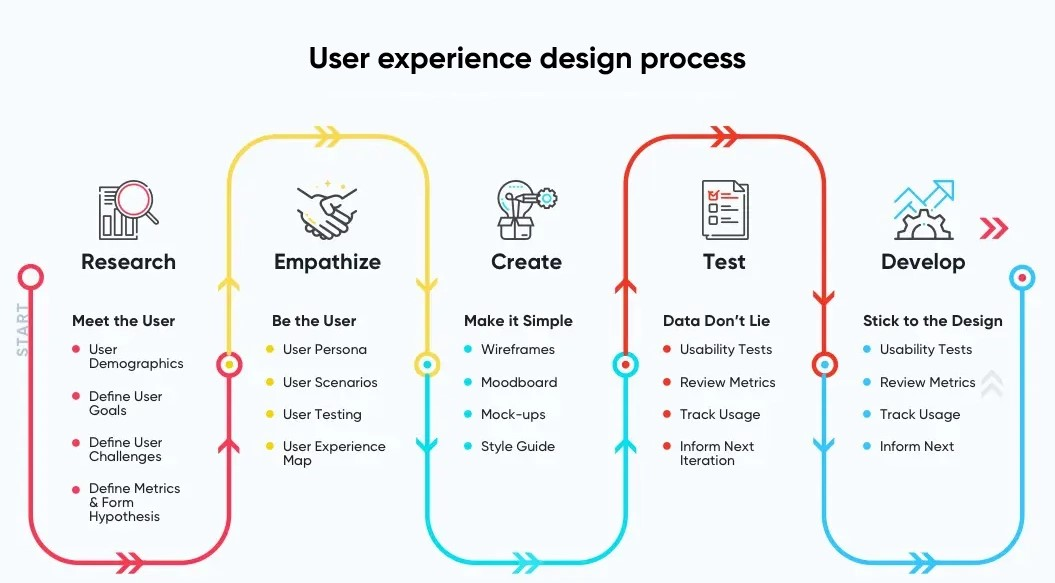 User experience design process
START
Research
Meet the User
User
Demographics
Define User
Goals
Define User
Challenges
Define Metrics
& Form
Hypothesis
Empathize
Be the User
User Persona
User Scenarios
User Testing
User Experience
Map
Create
Make it Simple
Wireframes
Moodboard
Mock-ups
Style Guide
Test
Data Don’t Lie
Usability Tests
Review Metrics
Track Usage
Inform Next
Iteration
Develop
Stick to the Design
Usability Tests
Review Metrics
Track Usage
Inform Next